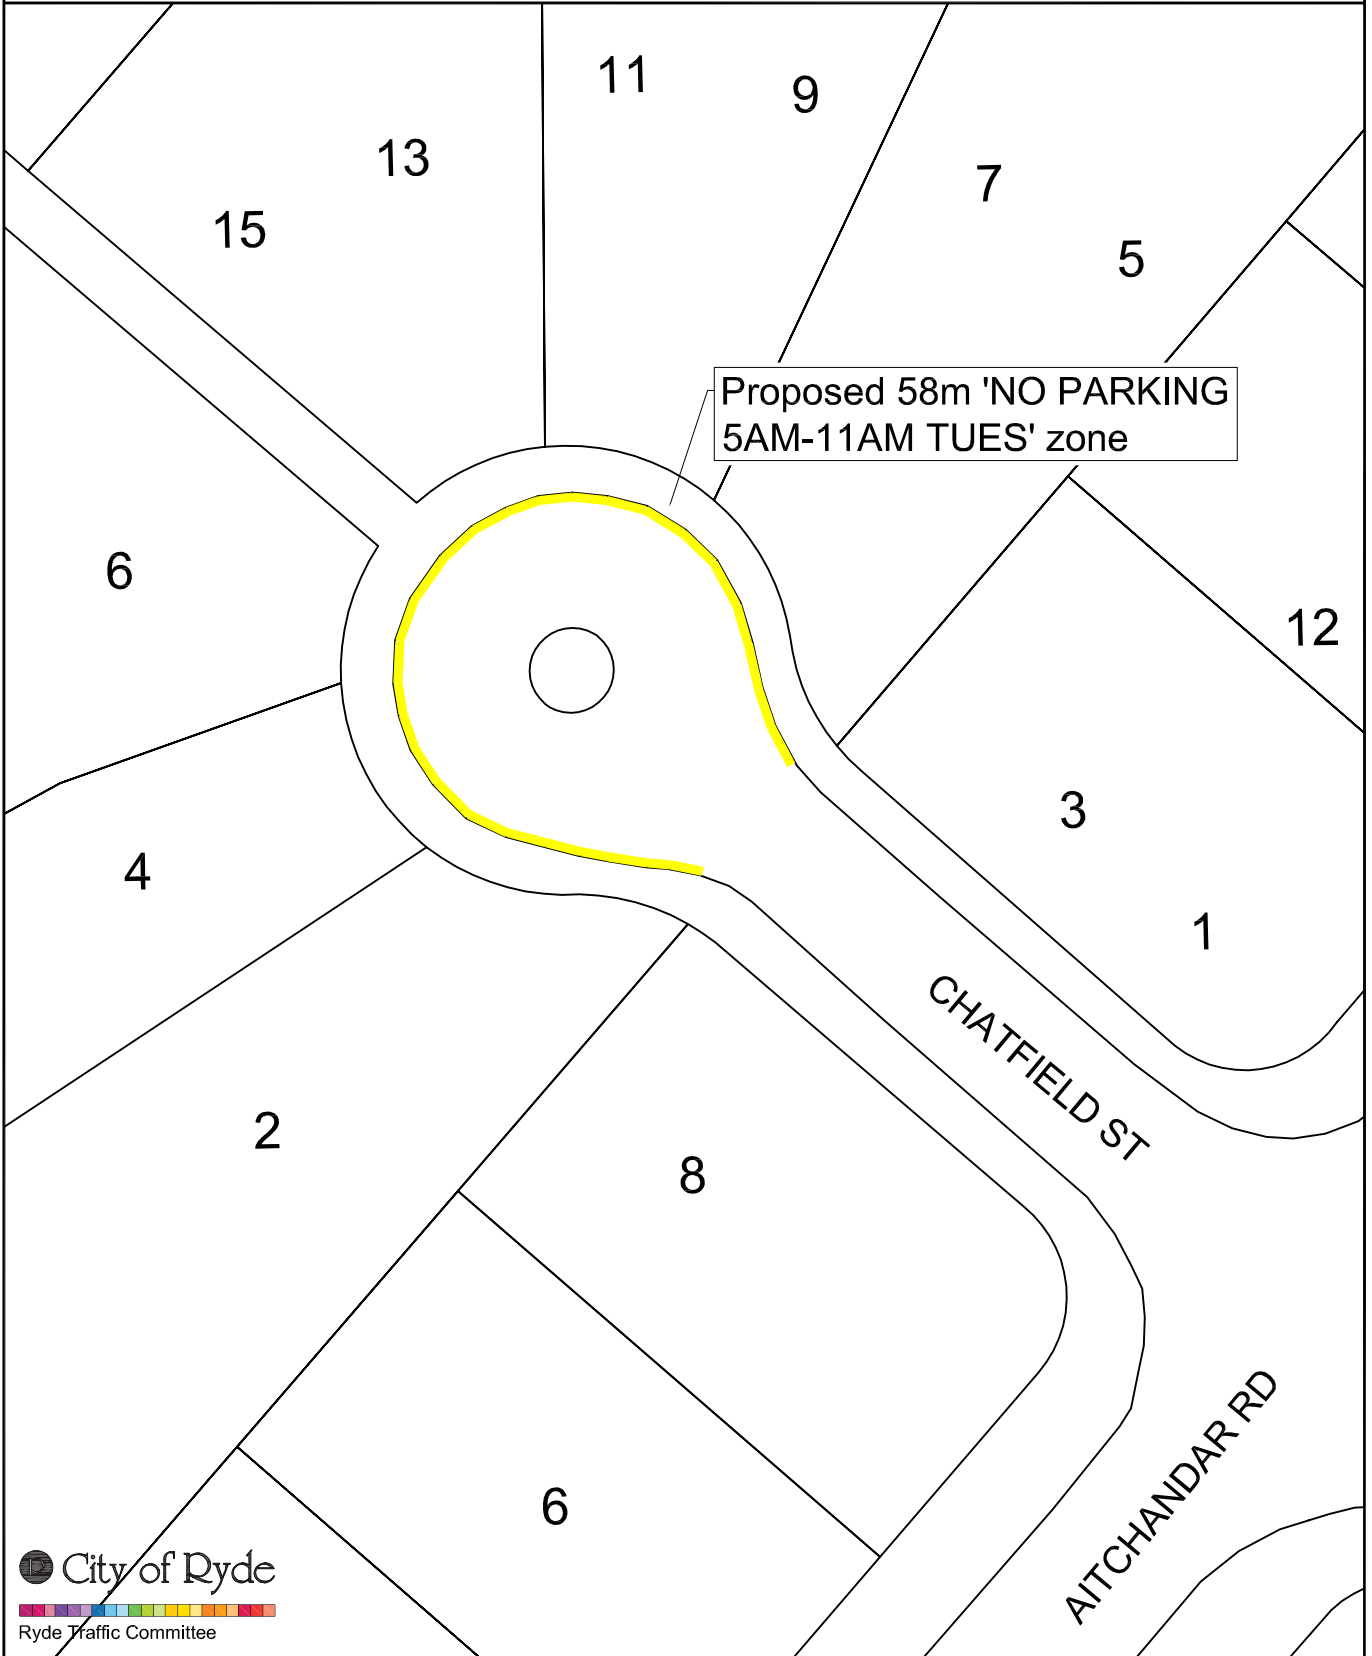 11
9
13
7
15
5
Proposed 58m 'NO PARKING
5AM-11AM TUES' zone
6
12
3
4
1
CHATFIELD ST
2
8
AITCHANDAR RD
6
City of Ryde
Ryde Traffic Committee